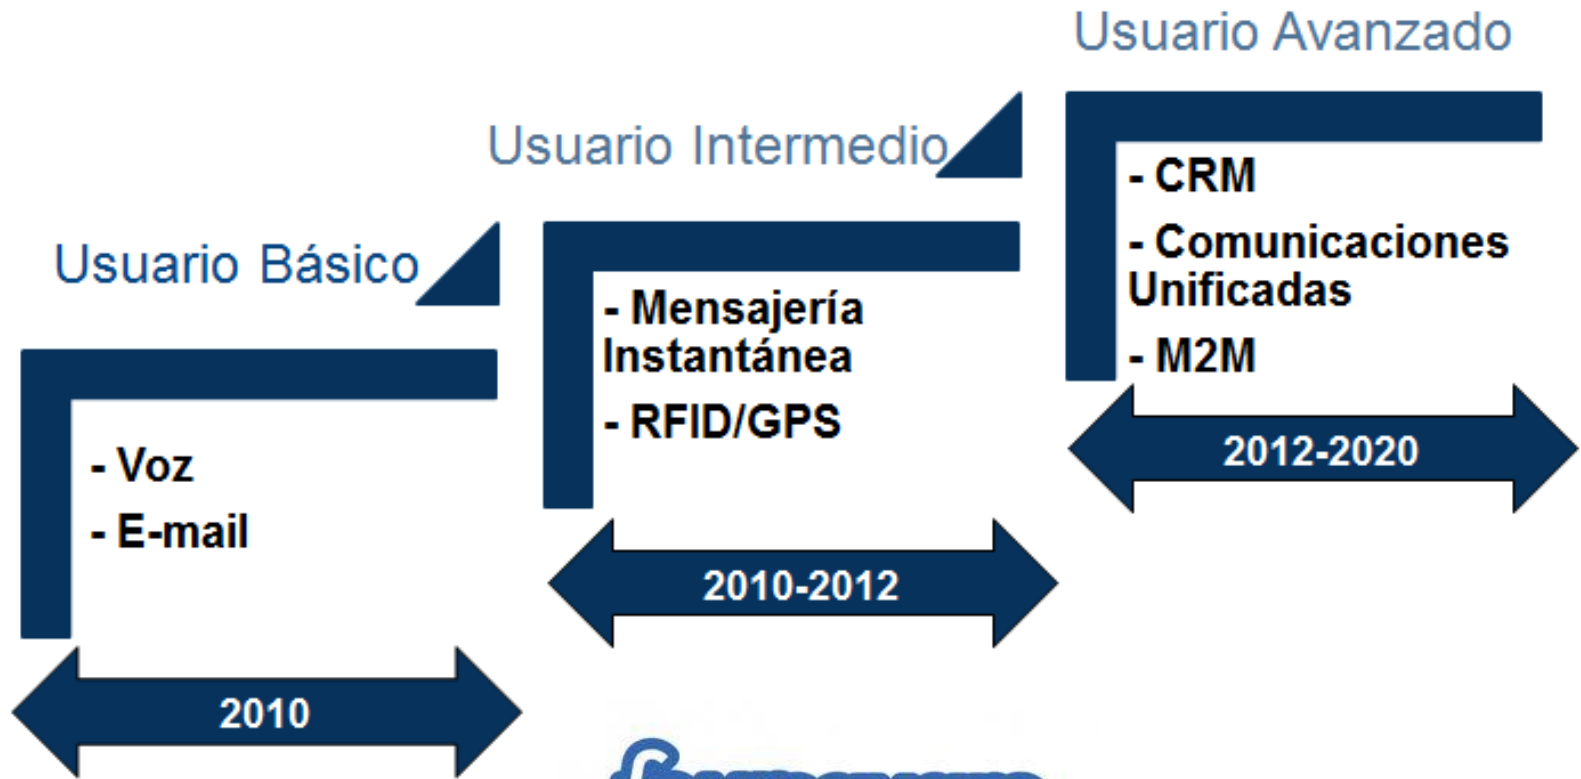 Usuario Básico
- Voz
- E-mail
2010
Usuario Intermedio
- Mensajería
Instantánea
- RFID/GPS
2010-2012
Usuario Avanzado
- CRM
- Comunicaciones
Unificadas
- M2M
2012-2020